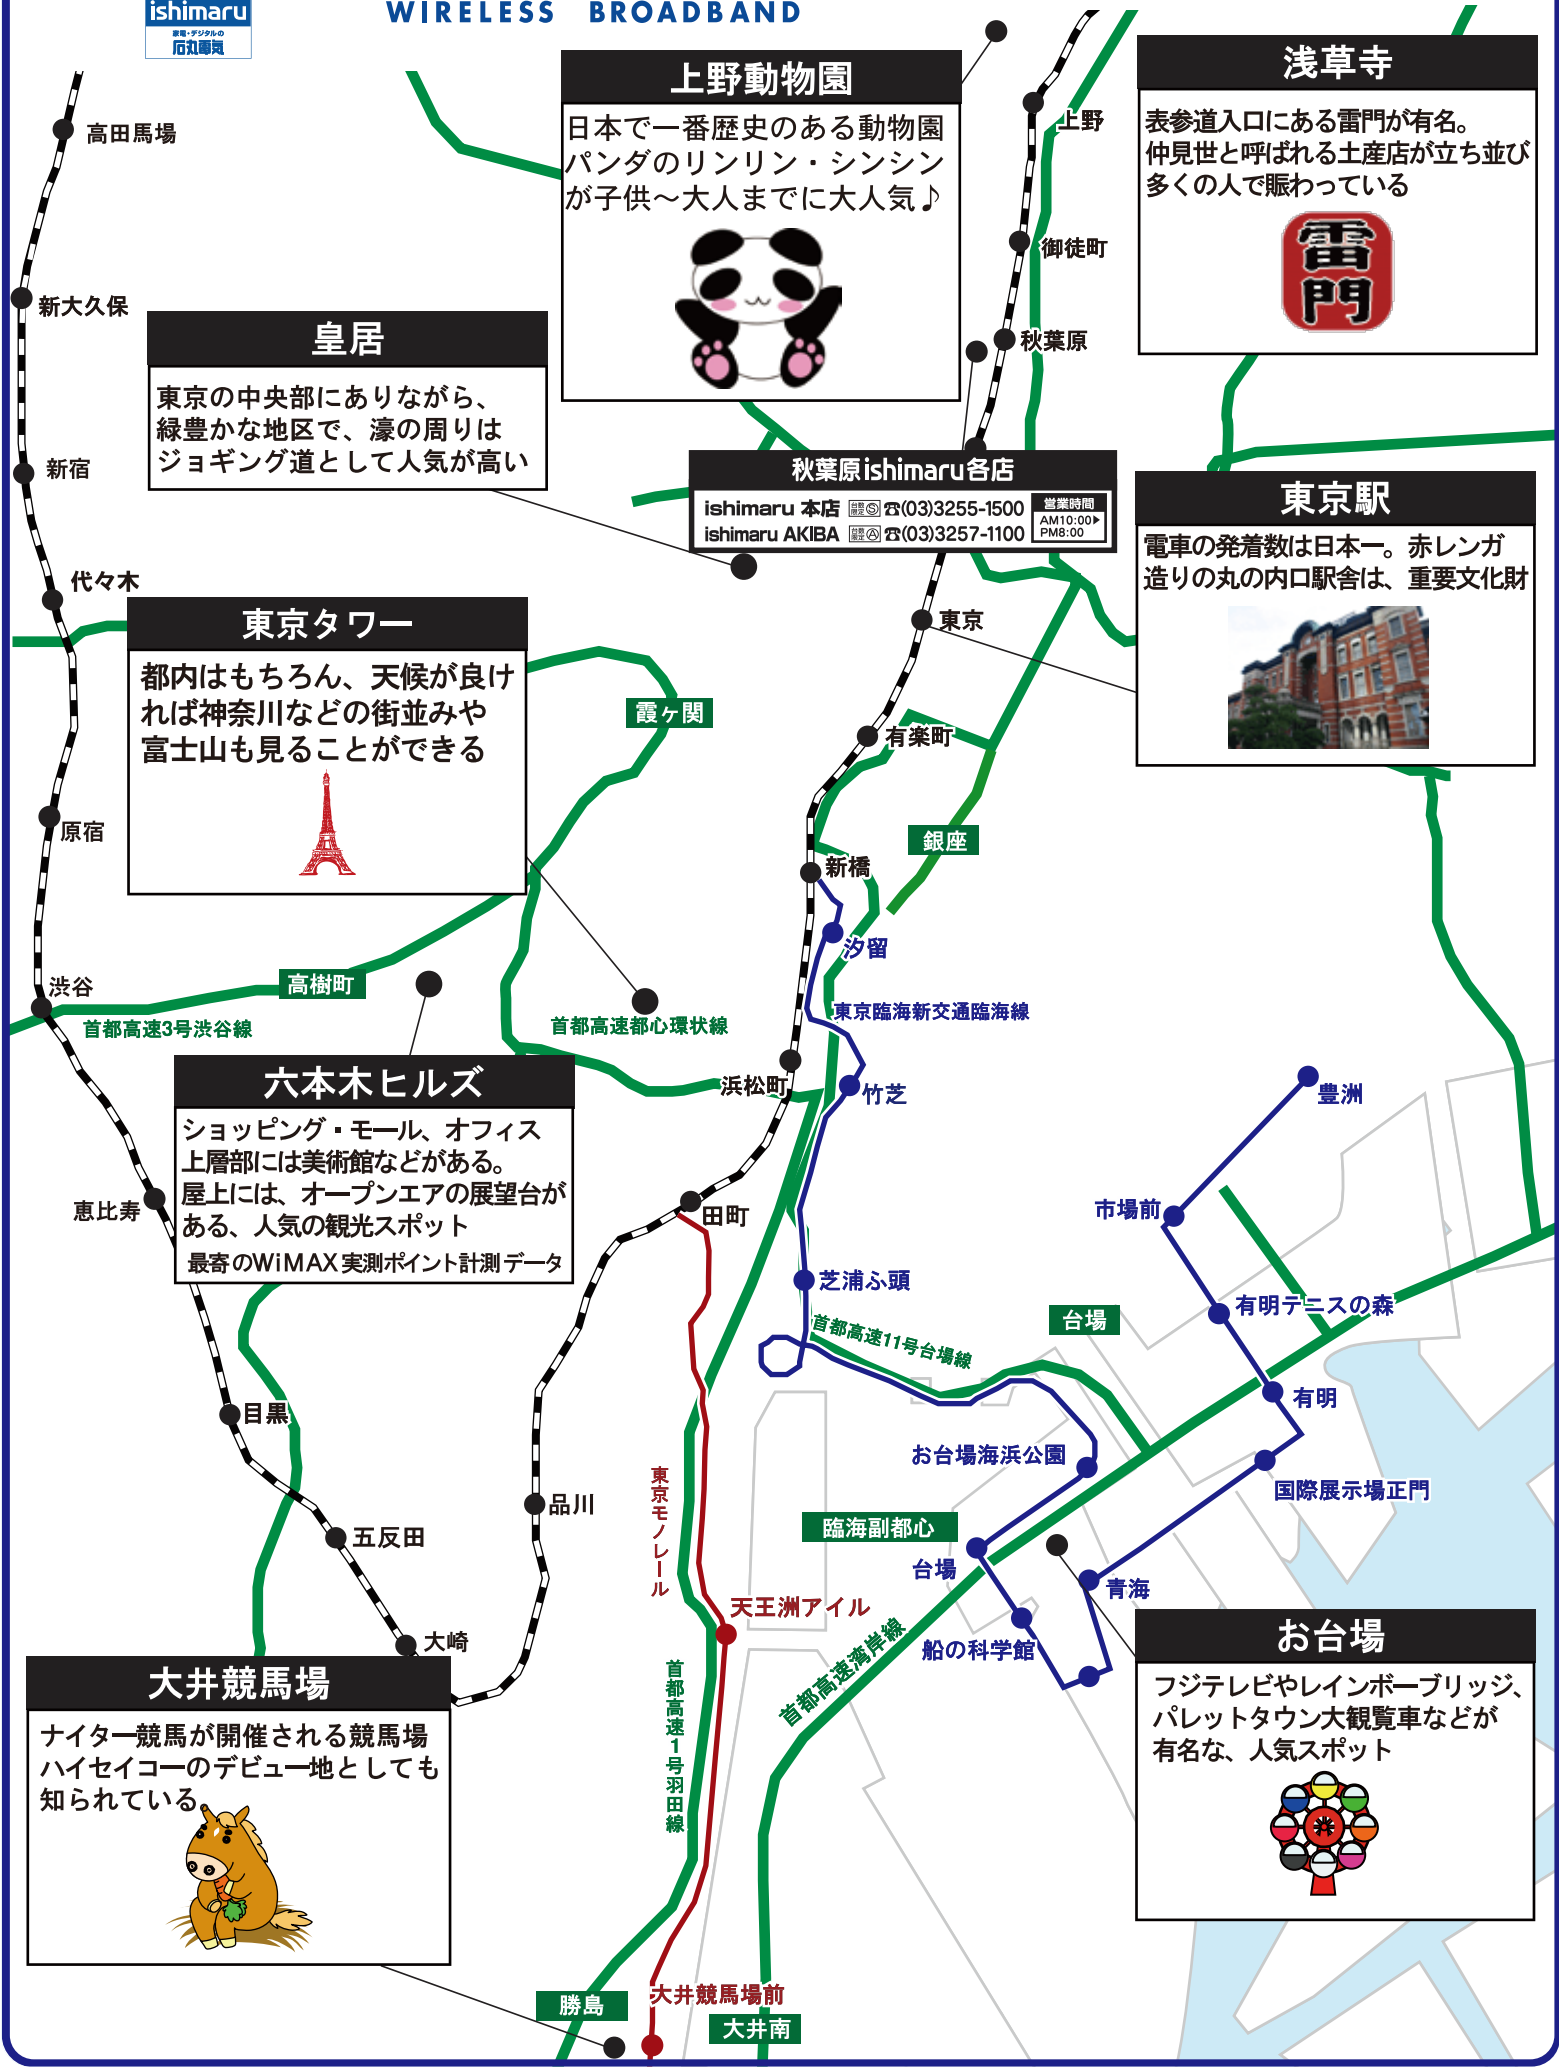 ishimaru
家電・デジタルの
石丸電気
WIRELESS BROADBAND
上野動物園
日本で一番歴史のある動物園
パンダのリンリン・シンシン
が子供～大人までに大人気♪
浅草寺
表参道入口にある雷門が有名。
仲見世と呼ばれる土産店が立ち並び
多くの人で賑わっている
雷門
高田馬場
上野
御徒町
新大久保
秋葉原
皇居
東京の中央部にありながら、
緑豊かな地区で、濠の周りは
ジョギング道として人気が高い
新宿
秋葉原ishimaru各店
ishimaru 本店 台数限定Ⓢ ☎(03)3255-1500
ishimaru AKIBA 台数限定Ⓐ ☎(03)3257-1100
営業時間
AM10:00▶
PM8:00
東京駅
電車の発着数は日本一。赤レンガ
造りの丸の内口駅舎は、重要文化財
代々木
東京
東京タワー
都内はもちろん、天候が良け
れば神奈川などの街並みや
富士山も見ることができる
霞ヶ関
有楽町
原宿
銀座
新橋
汐留
渋谷
高樹町
首都高速3号渋谷線
首都高速都心環状線
東京臨海新交通臨海線
六本木ヒルズ
ショッピング・モール、オフィス
上層部には美術館などがある。
屋上には、オープンエアの展望台が
ある、人気の観光スポット
最寄のWiMAX実測ポイント計測データ
浜松町
竹芝
豊洲
恵比寿
田町
市場前
芝浦ふ頭
有明テニスの森
台場
首都高速11号台場線
目黒
有明
お台場海浜公園
東京モノレール
国際展示場正門
品川
五反田
臨海副都心
台場
青海
天王洲アイル
大崎
船の科学館
首都高速湾岸線
首都高速1号羽田線
お台場
フジテレビやレインボーブリッジ、
パレットタウン大観覧車などが
有名な、人気スポット
大井競馬場
ナイター競馬が開催される競馬場
ハイセイコーのデビュー地としても
知られている
勝島
大井競馬場前
大井南